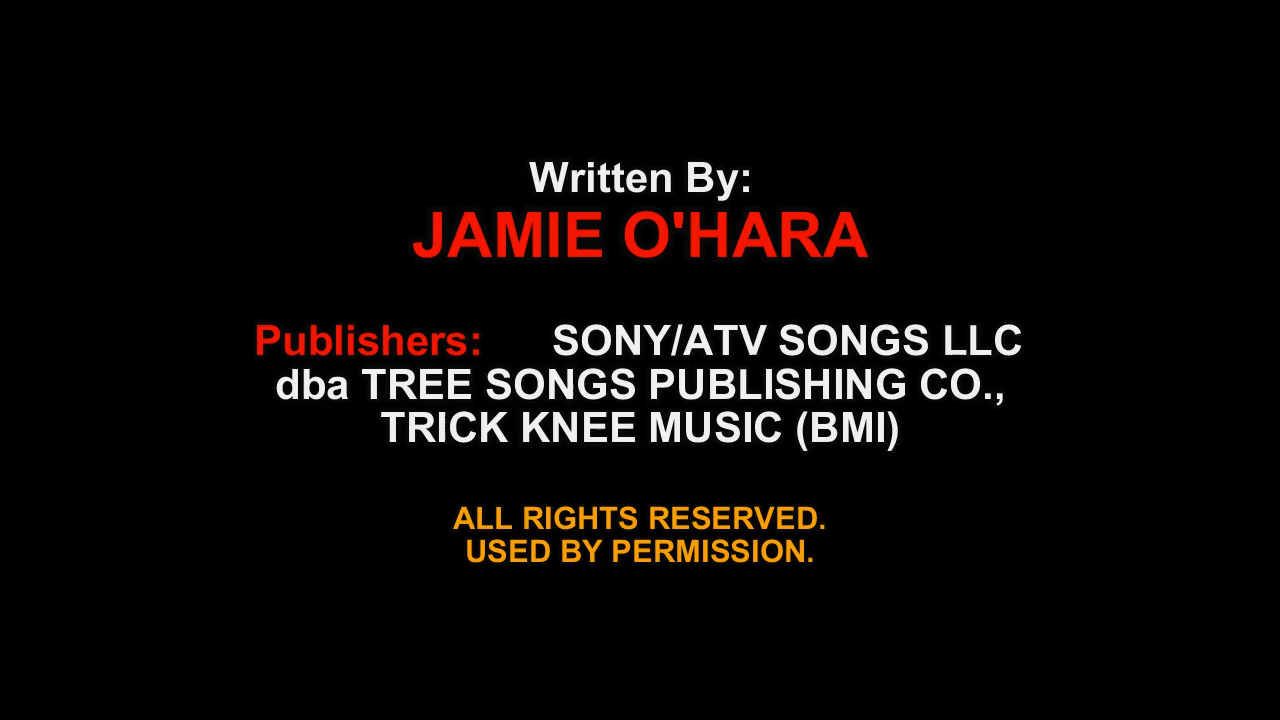 Written By:
JAMIE O'HARA
Publishers: SONY/ATV SONGS LLC
dba TREE SONGS PUBLISHING CO.,
TRICK KNEE MUSIC (BMI)
ALL RIGHTS RESERVED.
USED BY PERMISSION.